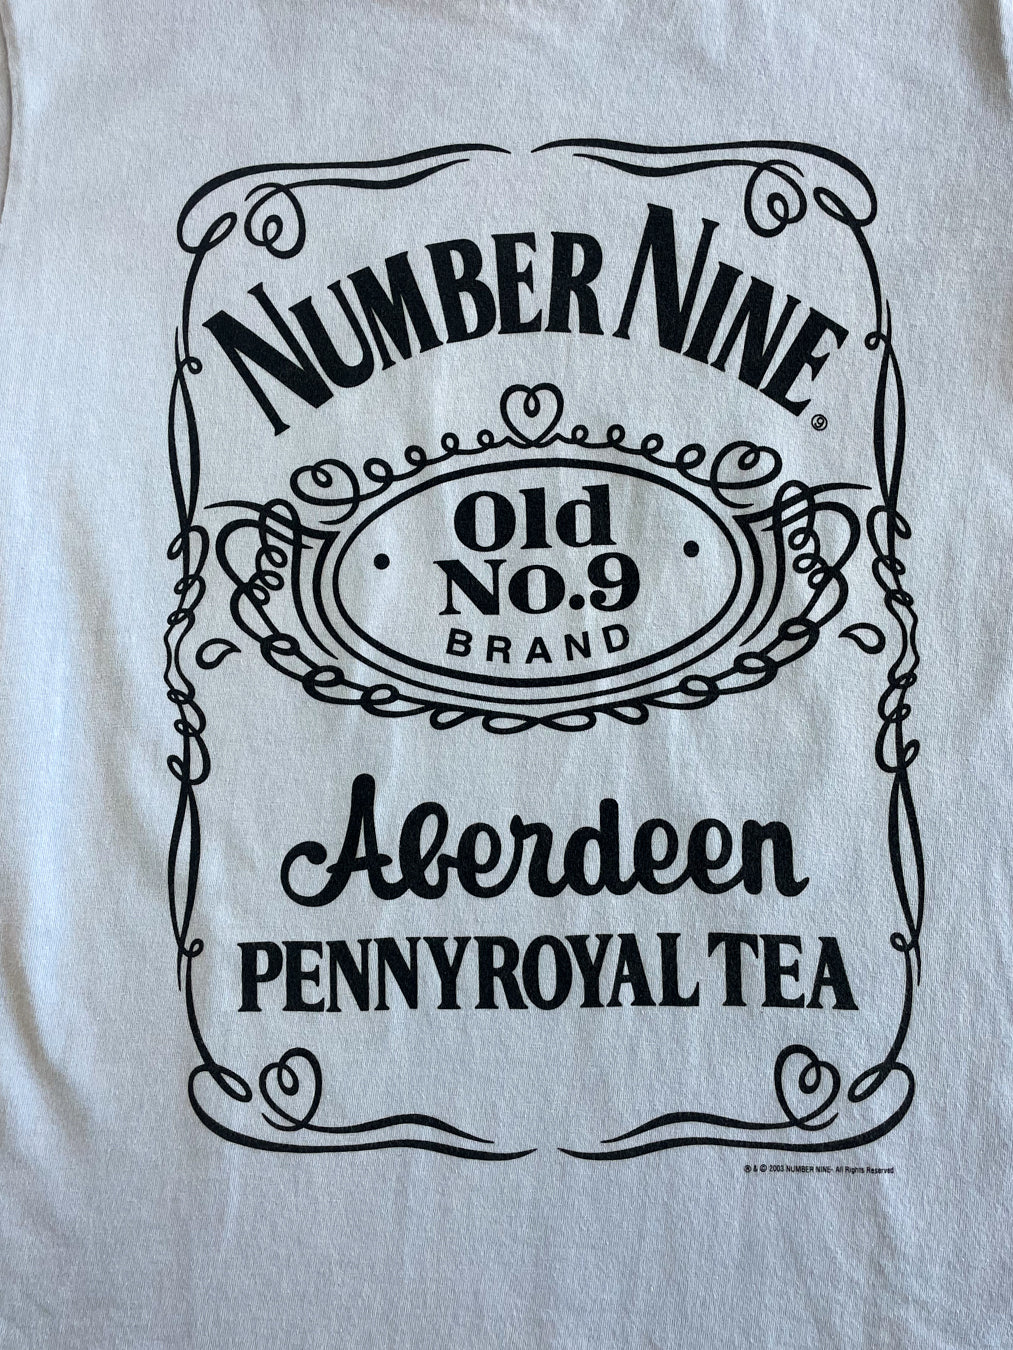 NUMBER NINE
Old
No.9
BRAND
Aberdeen
PENNYROYAL TEA
® & © 2003 NUMBER NINE- All Rights Reserved